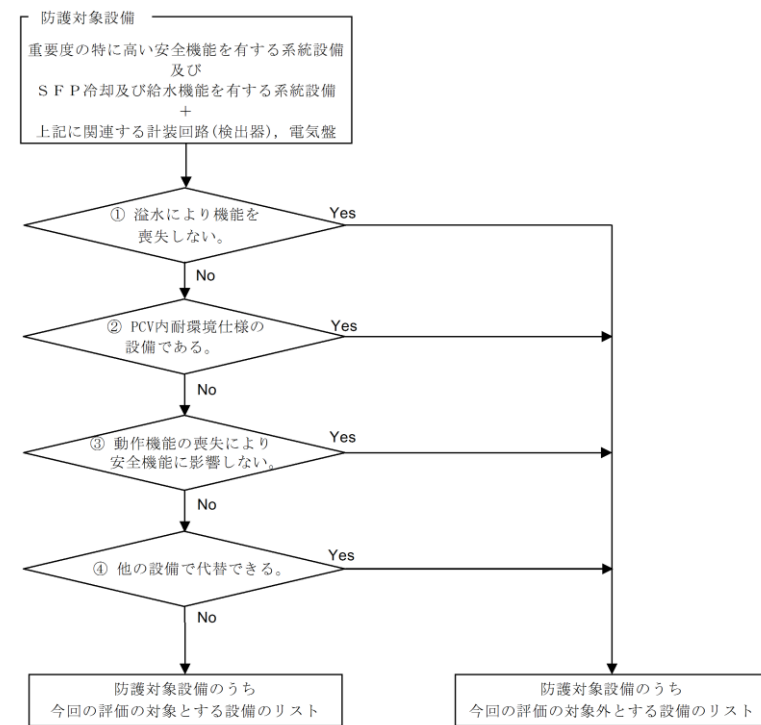 防護対象設備
重要度の特に高い安全機能を有する系統設備
及び
ＳＦＰ冷却及び給水機能を有する系統設備
＋
上記に関連する計装回路(検出器)，電気盤
① 溢水により機能を
喪失しない。
Yes
No
② PCV内耐環境仕様の
設備である。
Yes
No
③ 動作機能の喪失により
安全機能に影響しない。
Yes
No
④ 他の設備で代替できる。
Yes
No
防護対象設備のうち
今回の評価の対象とする設備のリスト
防護対象設備のうち
今回の評価の対象外とする設備のリスト